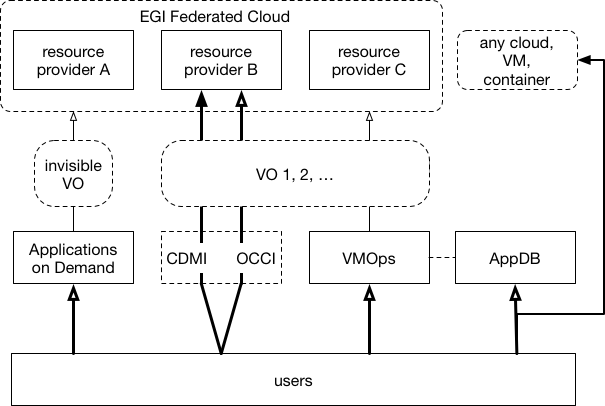 EGI Federated Cloud
resource
provider A
resource
provider B
resource
provider C
any cloud,
VM,
container
invisible
VO
VO 1, 2, ...
Applications
on Demand
CDMI
OCCI
VMOps
AppDB
users